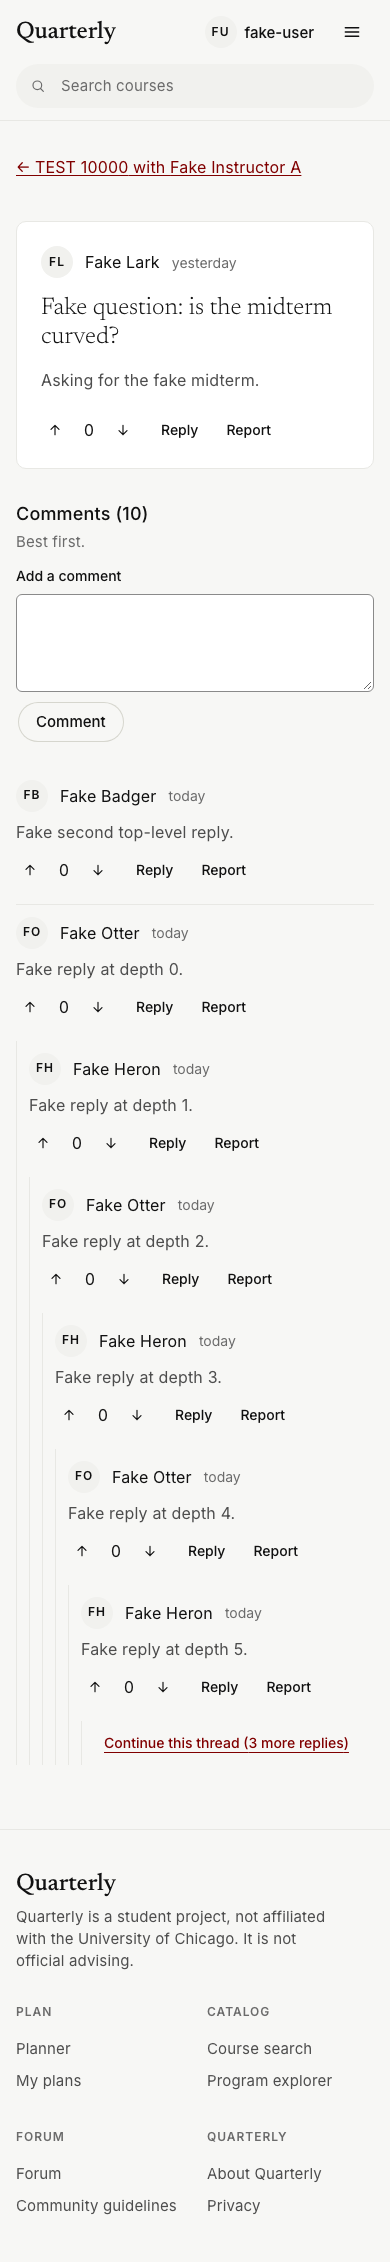 Quarterly
FU fake-user
Search courses
← TEST 10000 with Fake Instructor A
FL Fake Lark yesterday
Fake question: is the midterm
curved?
Asking for the fake midterm.
↑ 0 ↓ Reply Report
Comments (10)
Best first.
Add a comment
Comment
FB Fake Badger today
Fake second top-level reply.
↑ 0 ↓ Reply Report
FO Fake Otter today
Fake reply at depth 0.
↑ 0 ↓ Reply Report
FH Fake Heron today
Fake reply at depth 1.
↑ 0 ↓ Reply Report
FO Fake Otter today
Fake reply at depth 2.
↑ 0 ↓ Reply Report
FH Fake Heron today
Fake reply at depth 3.
↑ 0 ↓ Reply Report
FO Fake Otter today
Fake reply at depth 4.
↑ 0 ↓ Reply Report
FH Fake Heron today
Fake reply at depth 5.
↑ 0 ↓ Reply Report
Continue this thread (3 more replies)
Quarterly
Quarterly is a student project, not affiliated
with the University of Chicago. It is not
official advising.
PLAN
Planner
My plans
CATALOG
Course search
Program explorer
FORUM
Forum
Community guidelines
QUARTERLY
About Quarterly
Privacy